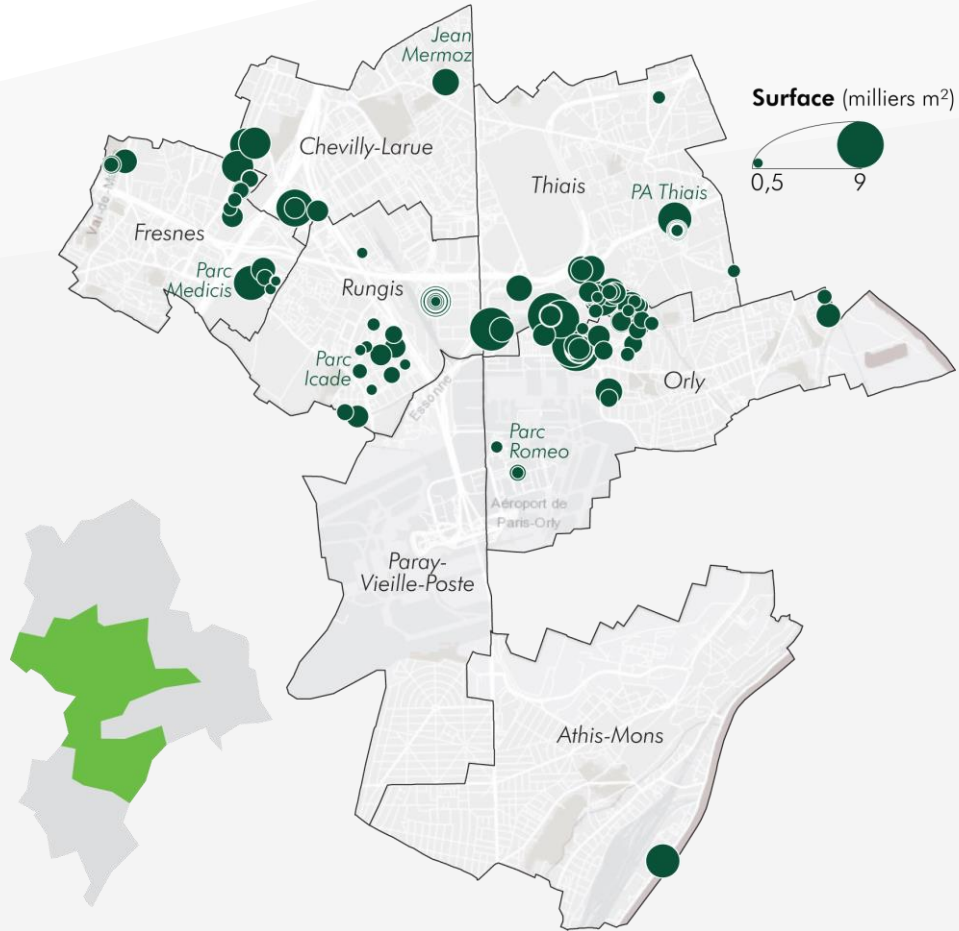 Jean
Mermoz
Surface (milliers m²)
0,5
9
Chevilly-Larue
Thiais
PA Thiais
Fresnes
Parc
Medicis
Rungis
Parc
Icade
Essonne
Orly
Parc
Romeo
Aéroport de
Paris-Orly
Paray-
Vieille-Poste
Athis-Mons